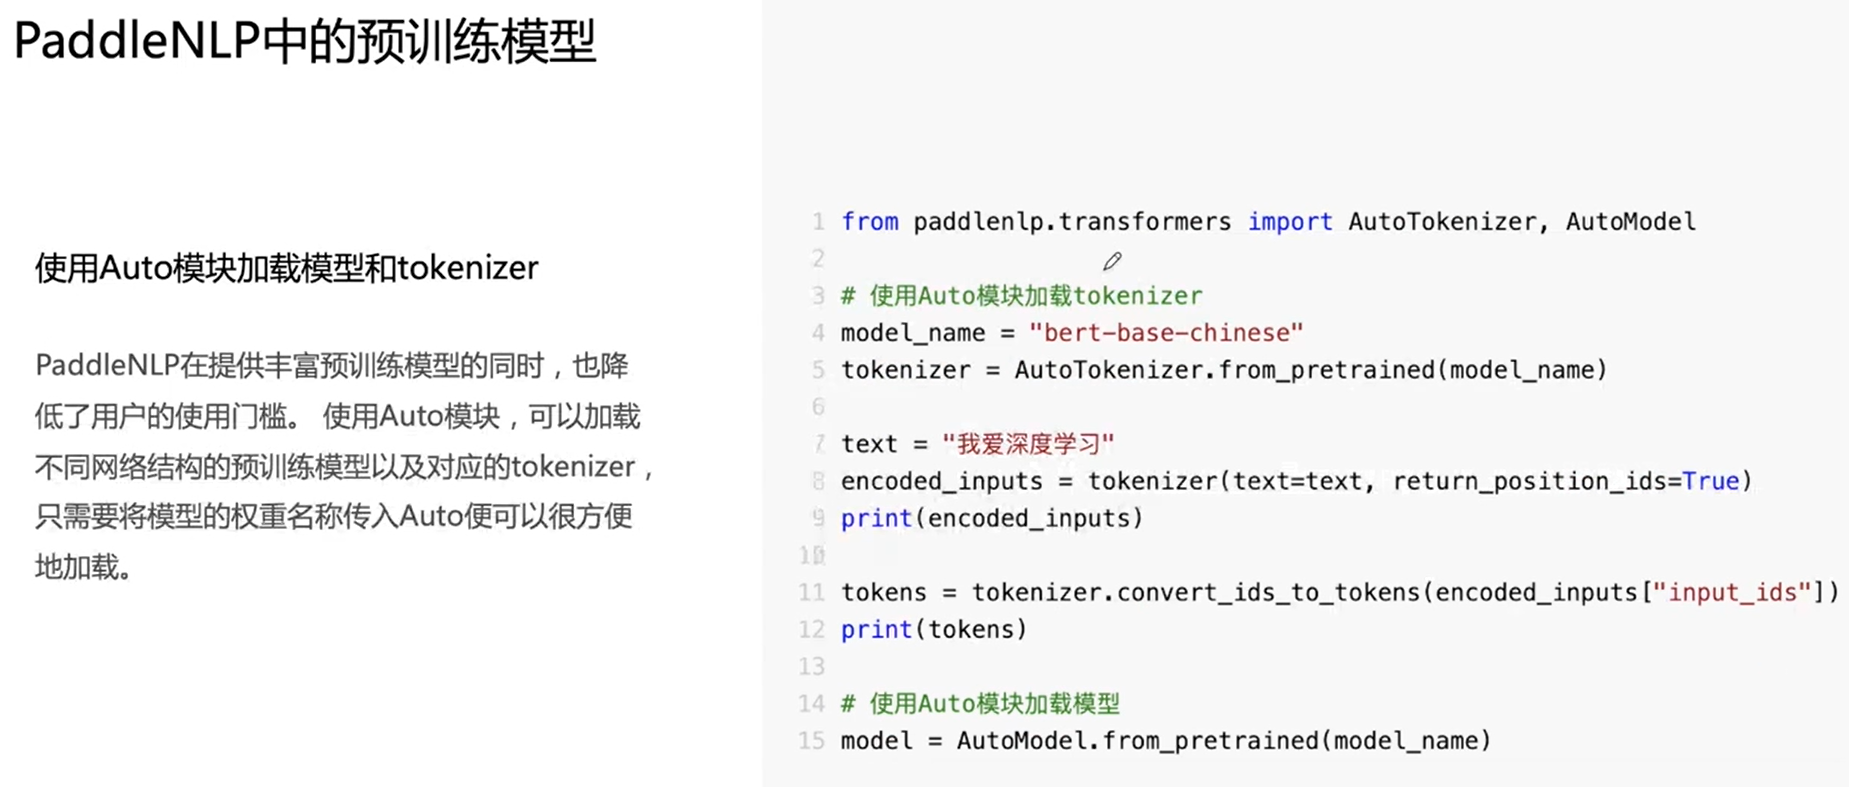 PaddleNLP中的预训练模型
使用Auto模块加载模型和tokenizer
PaddleNLP在提供丰富预训练模型的同时，也降
低了用户的使用门槛。 使用Auto模块，可以加载
不同网络结构的预训练模型以及对应的tokenizer，
只需要将模型的权重名称传入Auto便可以很方便
地加载。
1 from paddlenlp.transformers import AutoTokenizer, AutoModel
2
3 # 使用Auto模块加载tokenizer
4 model_name = "bert-base-chinese"
5 tokenizer = AutoTokenizer.from_pretrained(model_name)
6
7 text = "我爱深度学习"
8 encoded_inputs = tokenizer(text=text, return_position_ids=True)
9 print(encoded_inputs)
10
11 tokens = tokenizer.convert_ids_to_tokens(encoded_inputs["input_ids"])
12 print(tokens)
13
14 # 使用Auto模块加载模型
15 model = AutoModel.from_pretrained(model_name)